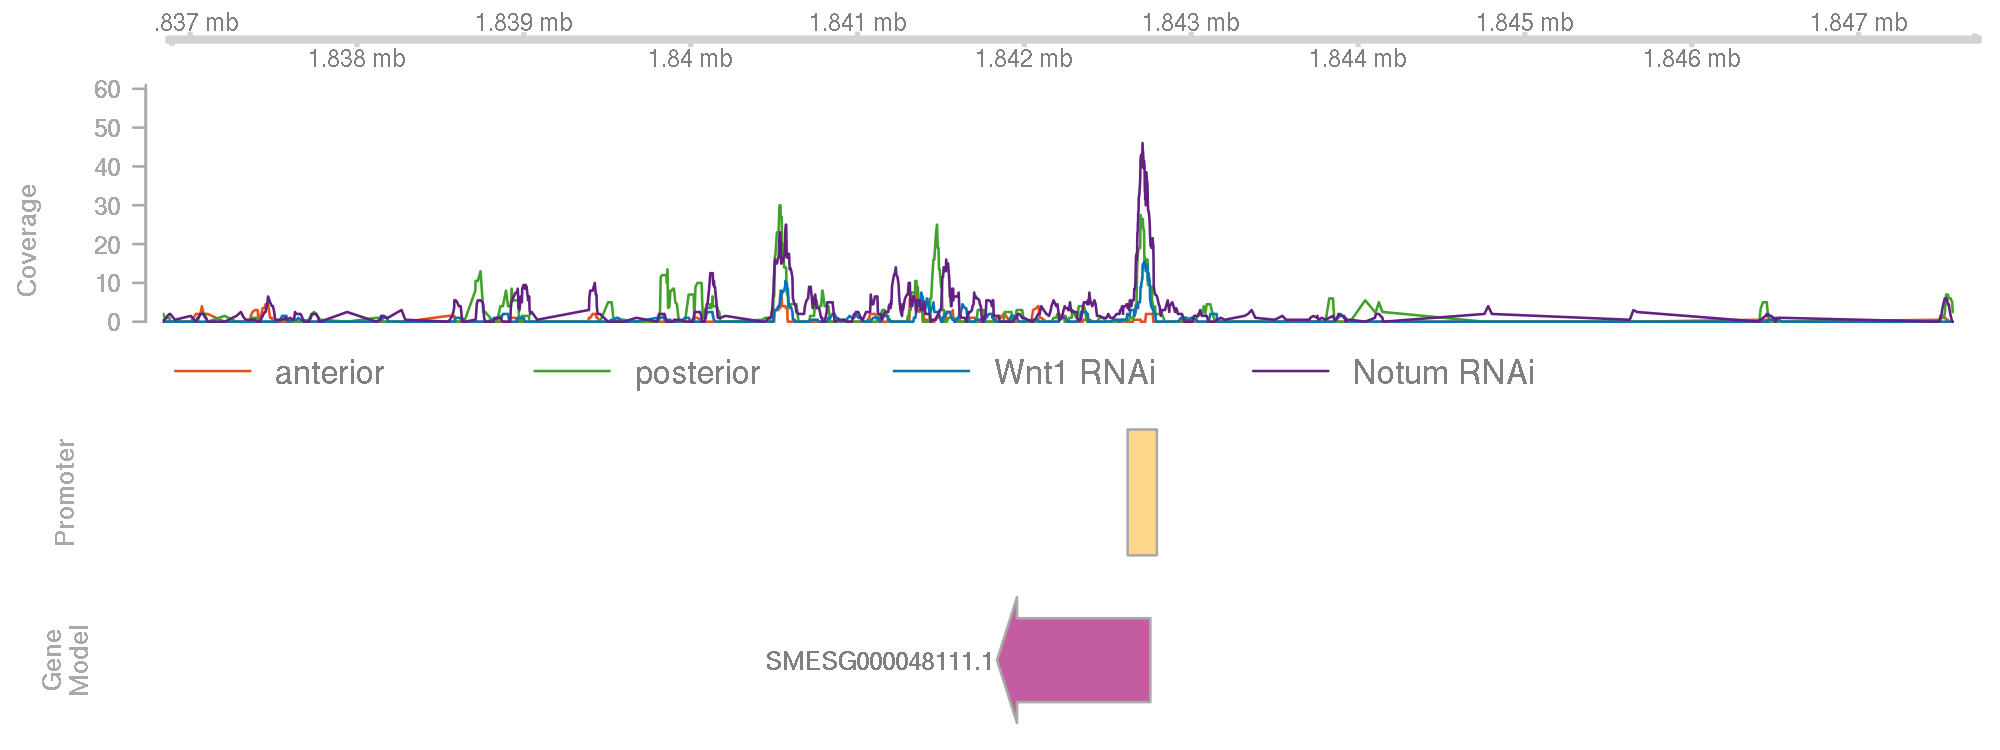 .837 mb 1.839 mb 1.841 mb 1.843 mb 1.845 mb 1.847 mb
1.838 mb 1.84 mb 1.842 mb 1.844 mb 1.846 mb
60
50
40
30
20
10
0
Coverage
anterior posterior Wnt1 RNAi Notum RNAi
Promoter
Gene
Model
SMESG000048111.1